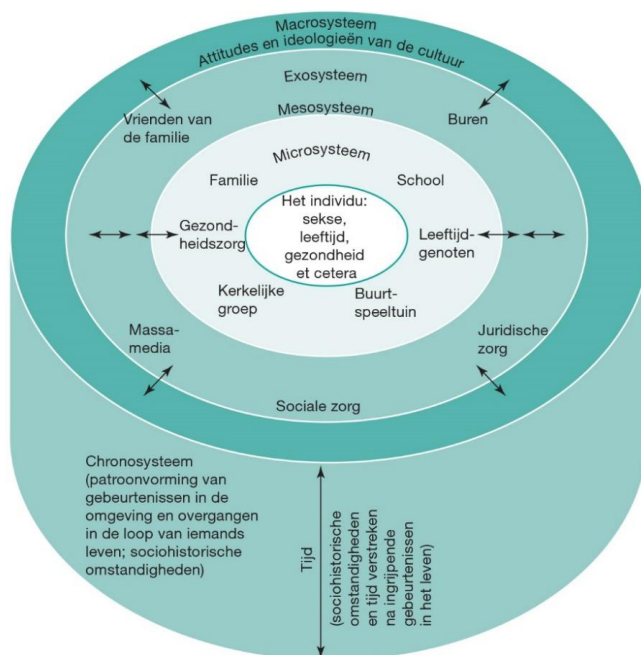 Macrosysteem
Attitudes en ideologieën van de cultuur
Exosysteem
Mesosysteem
Vrienden van
de familie
Buren
Microsysteem
Familie
School
Het individu:
sekse,
leeftijd,
gezondheid
et cetera
Gezond-
heidszorg
Leeftijd-
genoten
Kerkelijke
groep
Buurt-
speeltuin
Massa-
media
Juridische
zorg
Sociale zorg
Chronosysteem
(patroonvorming van
gebeurtenissen in de
omgeving en overgangen
in de loop van iemands
leven; sociohistorische
omstandigheden)
Tijd
(sociohistorische
omstandigheden
en tijd verstreken
na ingrijpende
gebeurtenissen
in het leven)